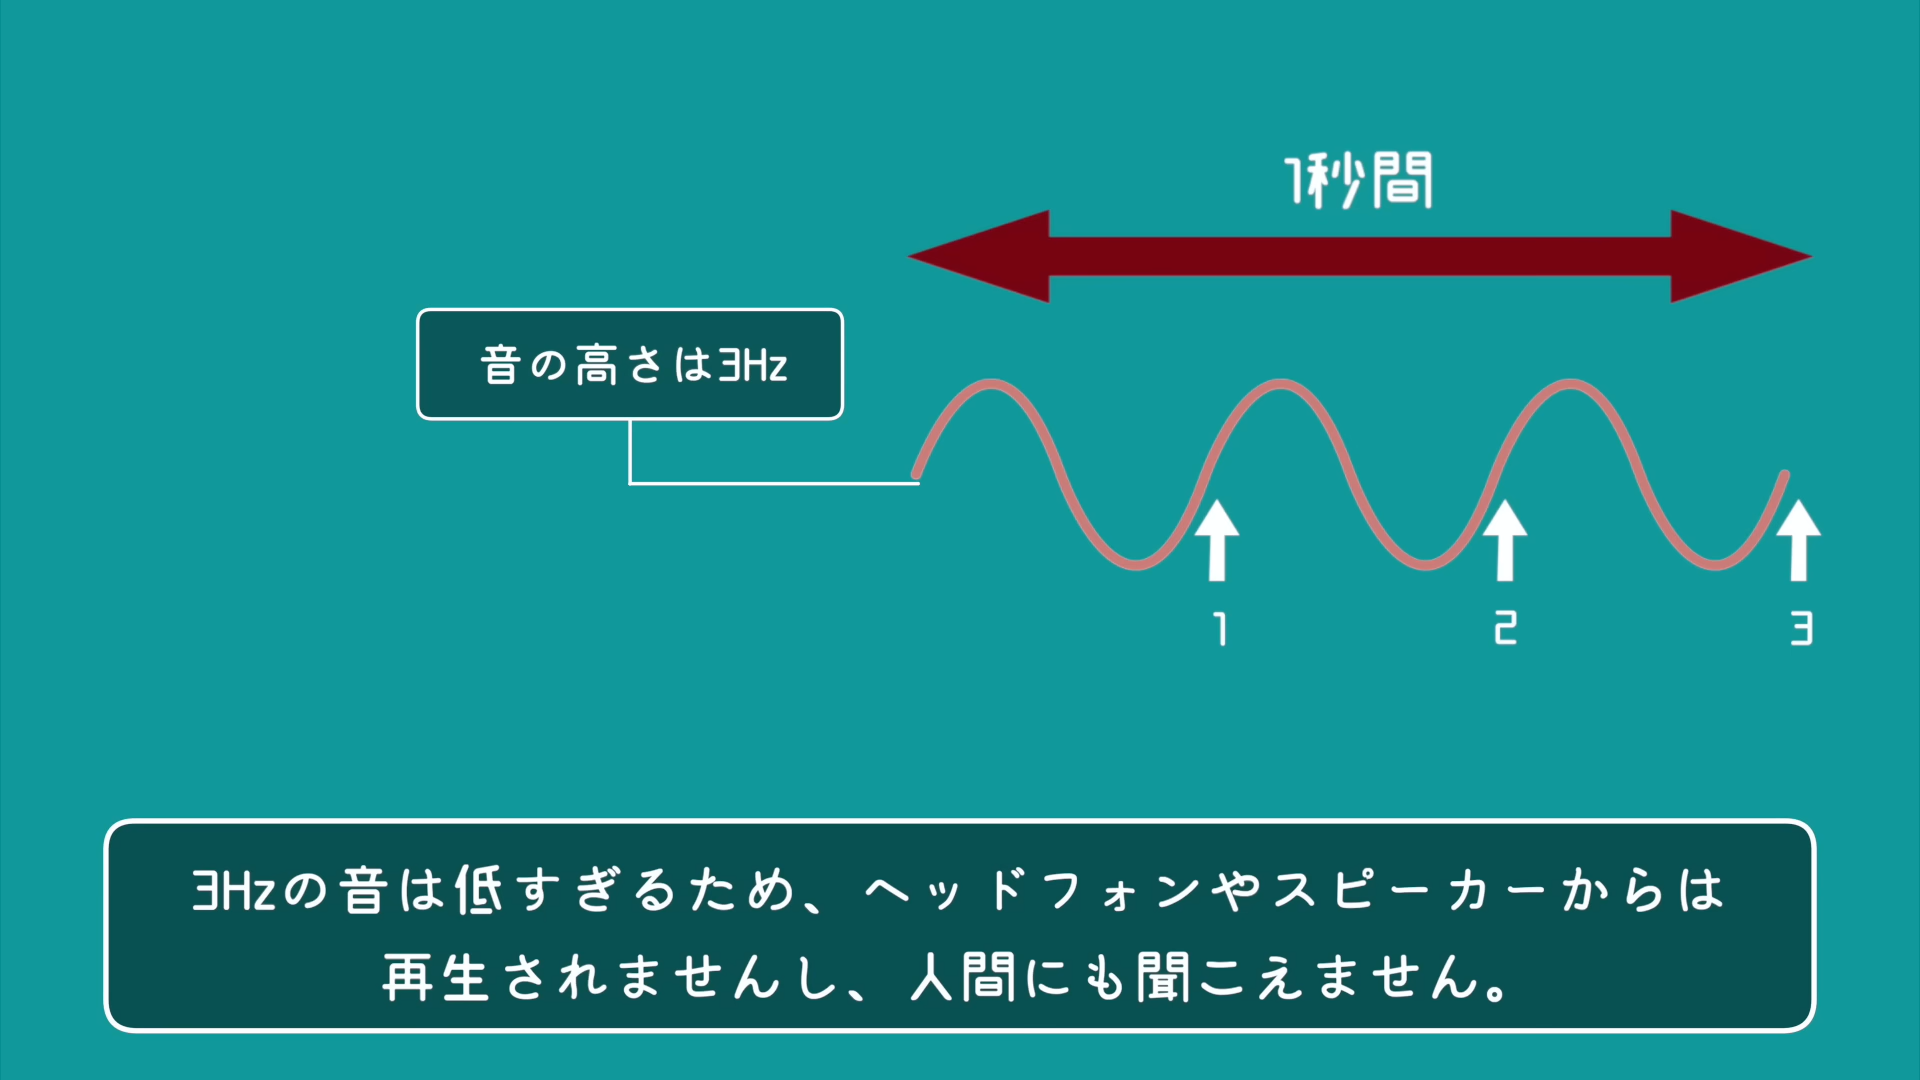 1秒間
音の高さは3Hz
1
2
3
3Hzの音は低すぎるため、ヘッドフォンやスピーカーからは
再生されませんし、人間にも聞こえません。